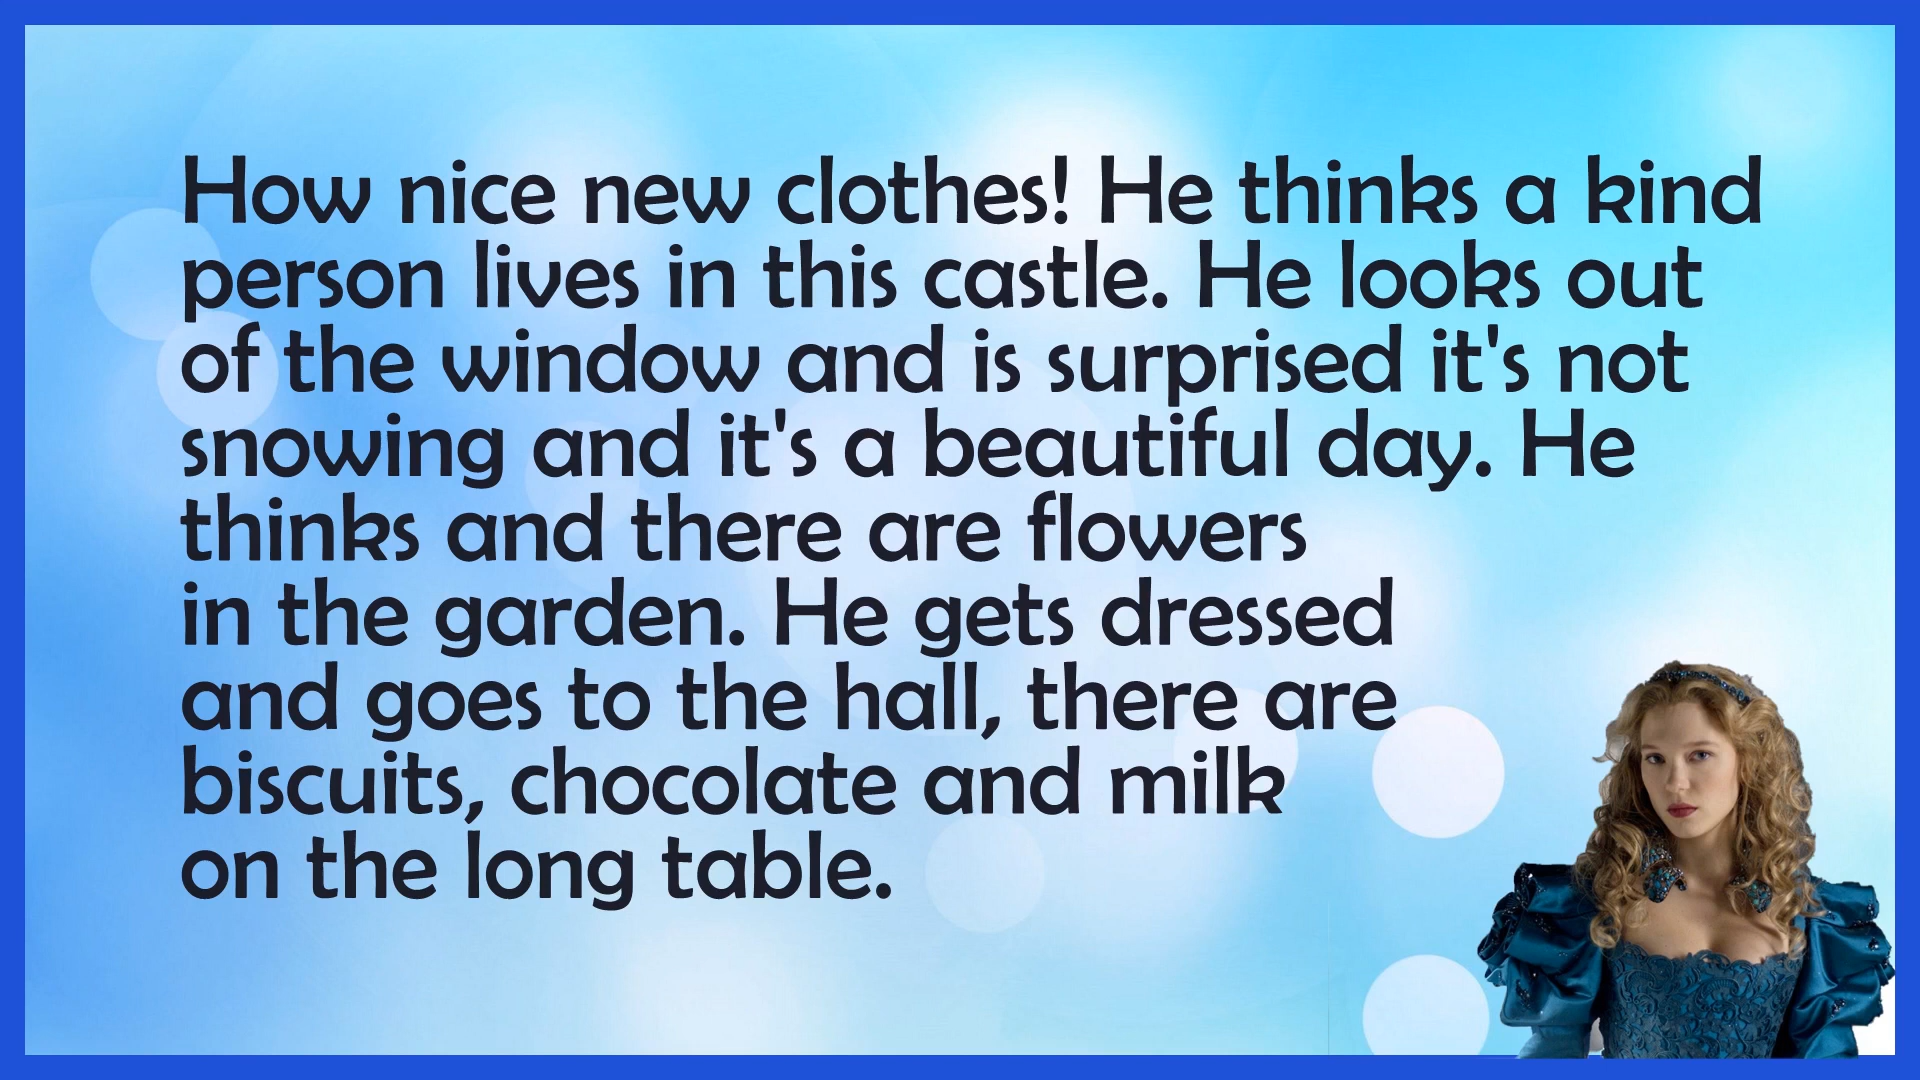 How nice new clothes! He thinks a kind
person lives in this castle. He looks out
of the window and is surprised it's not
snowing and it's a beautiful day. He
thinks and there are flowers
in the garden. He gets dressed
and goes to the hall, there are
biscuits, chocolate and milk
on the long table.